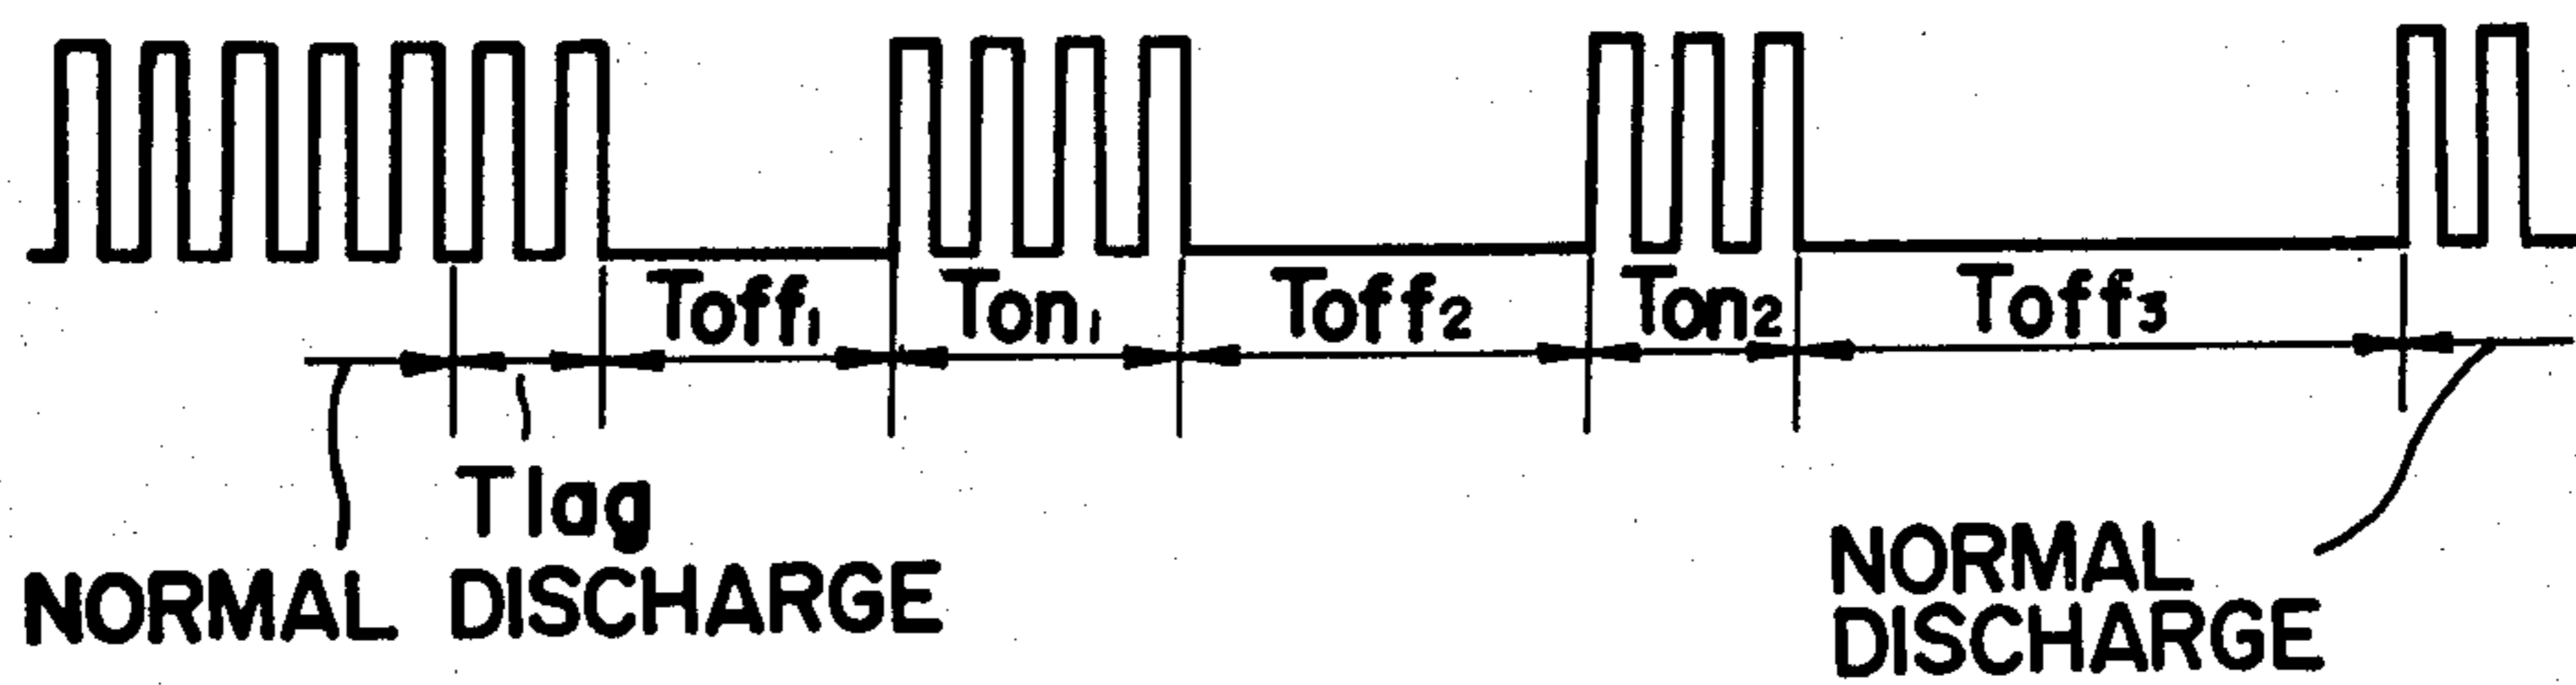 Toff₁ Ton₁ Toff₂ Ton₂ Toff₃
Tlag
NORMAL DISCHARGE
NORMAL
DISCHARGE